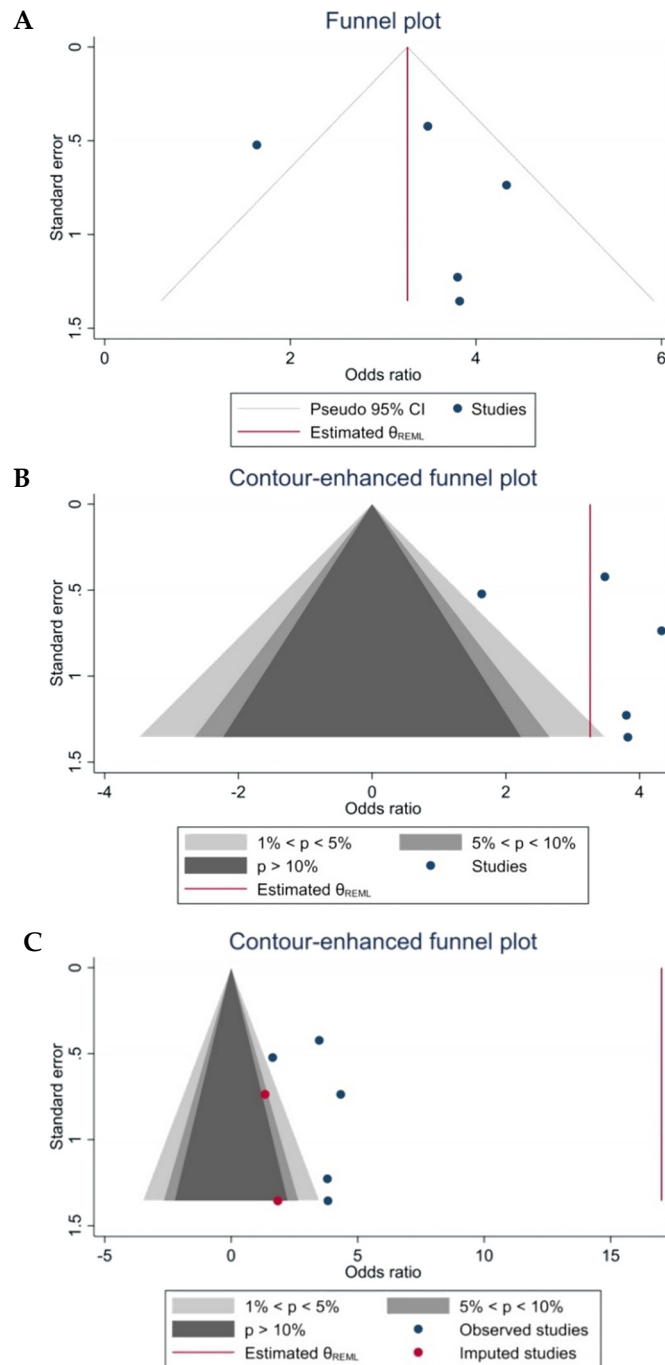 A
Funnel plot
Standard error
0
.5
1
1.5
0 2 4 6
Odds ratio
Pseudo 95% CI Studies
Estimated θREML
B
Contour-enhanced funnel plot
Standard error
0
.5
1
1.5
-4 -2 0 2 4
Odds ratio
1% < p < 5% 5% < p < 10%
p > 10% Studies
Estimated θREML
C
Contour-enhanced funnel plot
Standard error
0
.5
1
1.5
-5 0 5 10 15
Odds ratio
1% < p < 5% 5% < p < 10%
p > 10% Observed studies
Estimated θREML Imputed studies